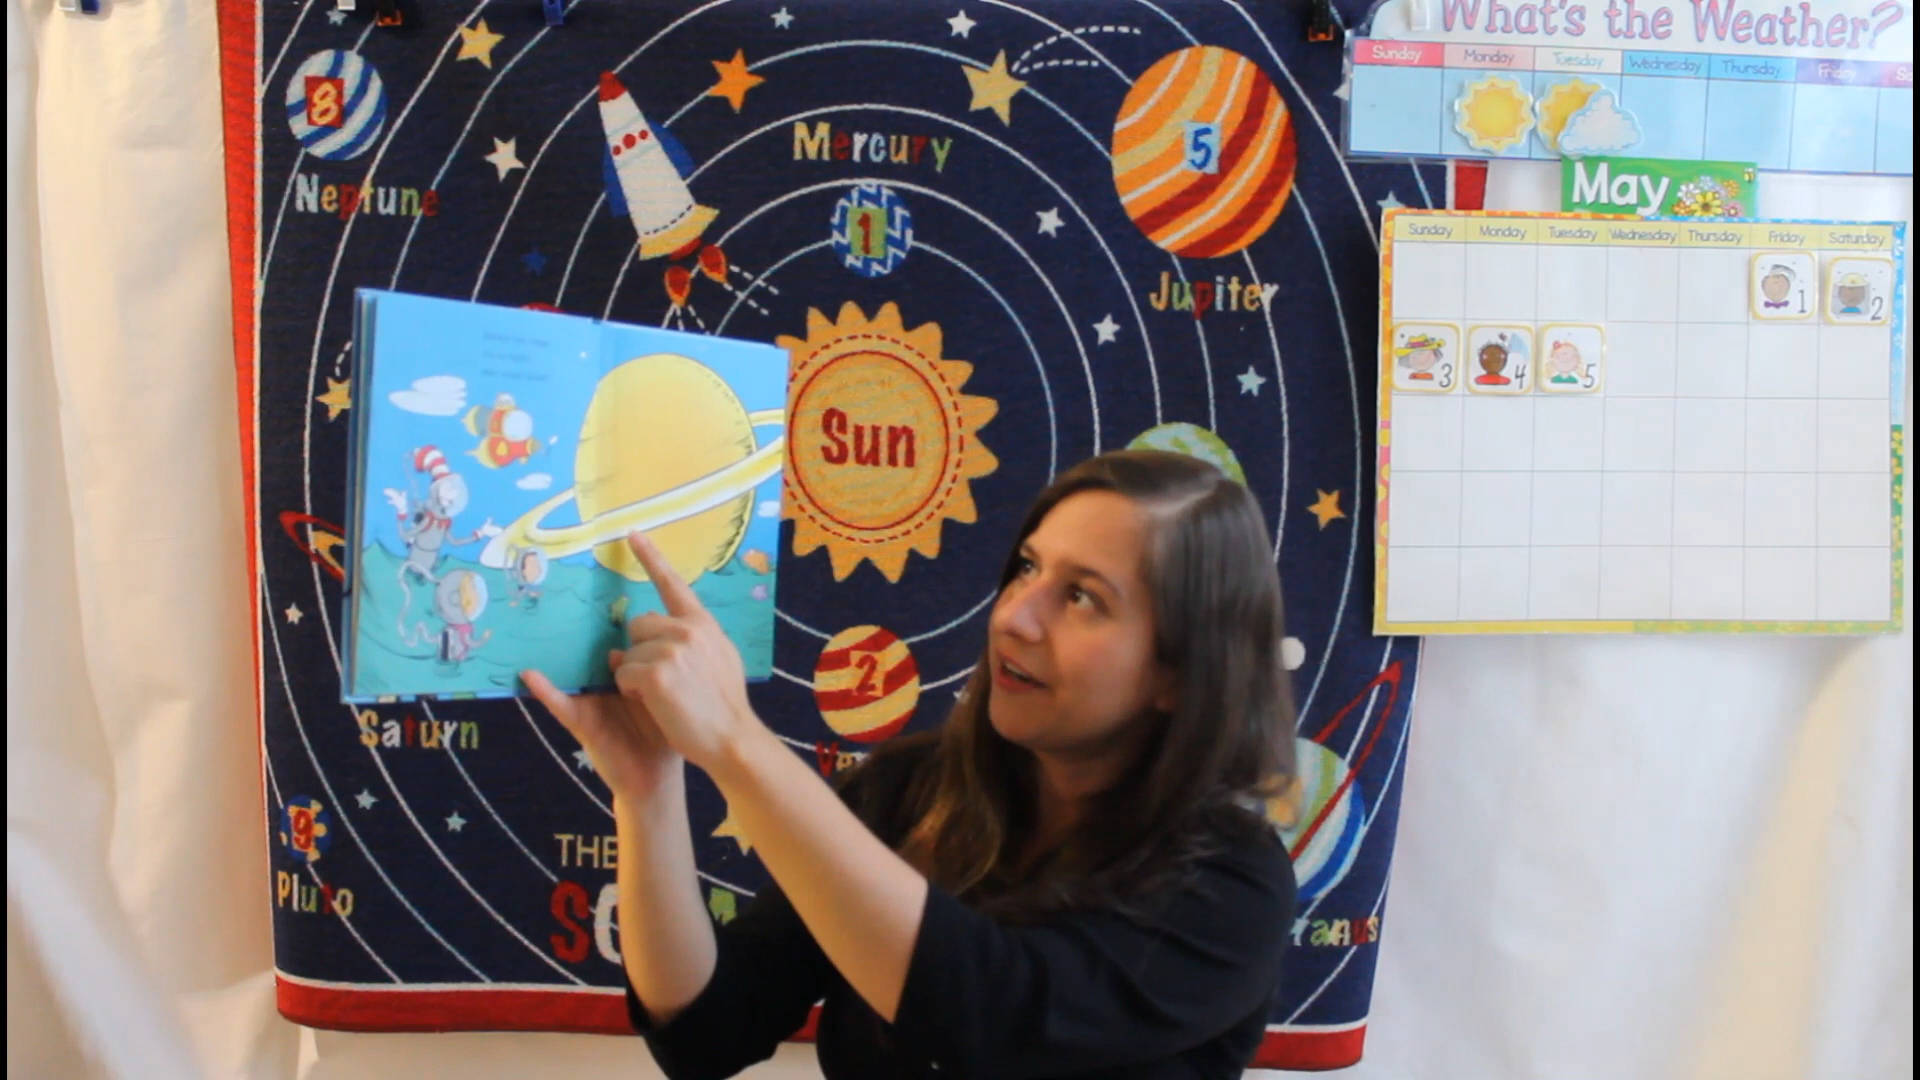 What's the Weather?
Sunday Monday Tuesday Wednesday Thursday Friday
May
Sunday Monday Tuesday Wednesday Thursday Friday Saturday
1 2
3 4 5
8
Neptune
Mercury
1
5
Jupiter
Sun
2
Saturn
9
Pluto
THE